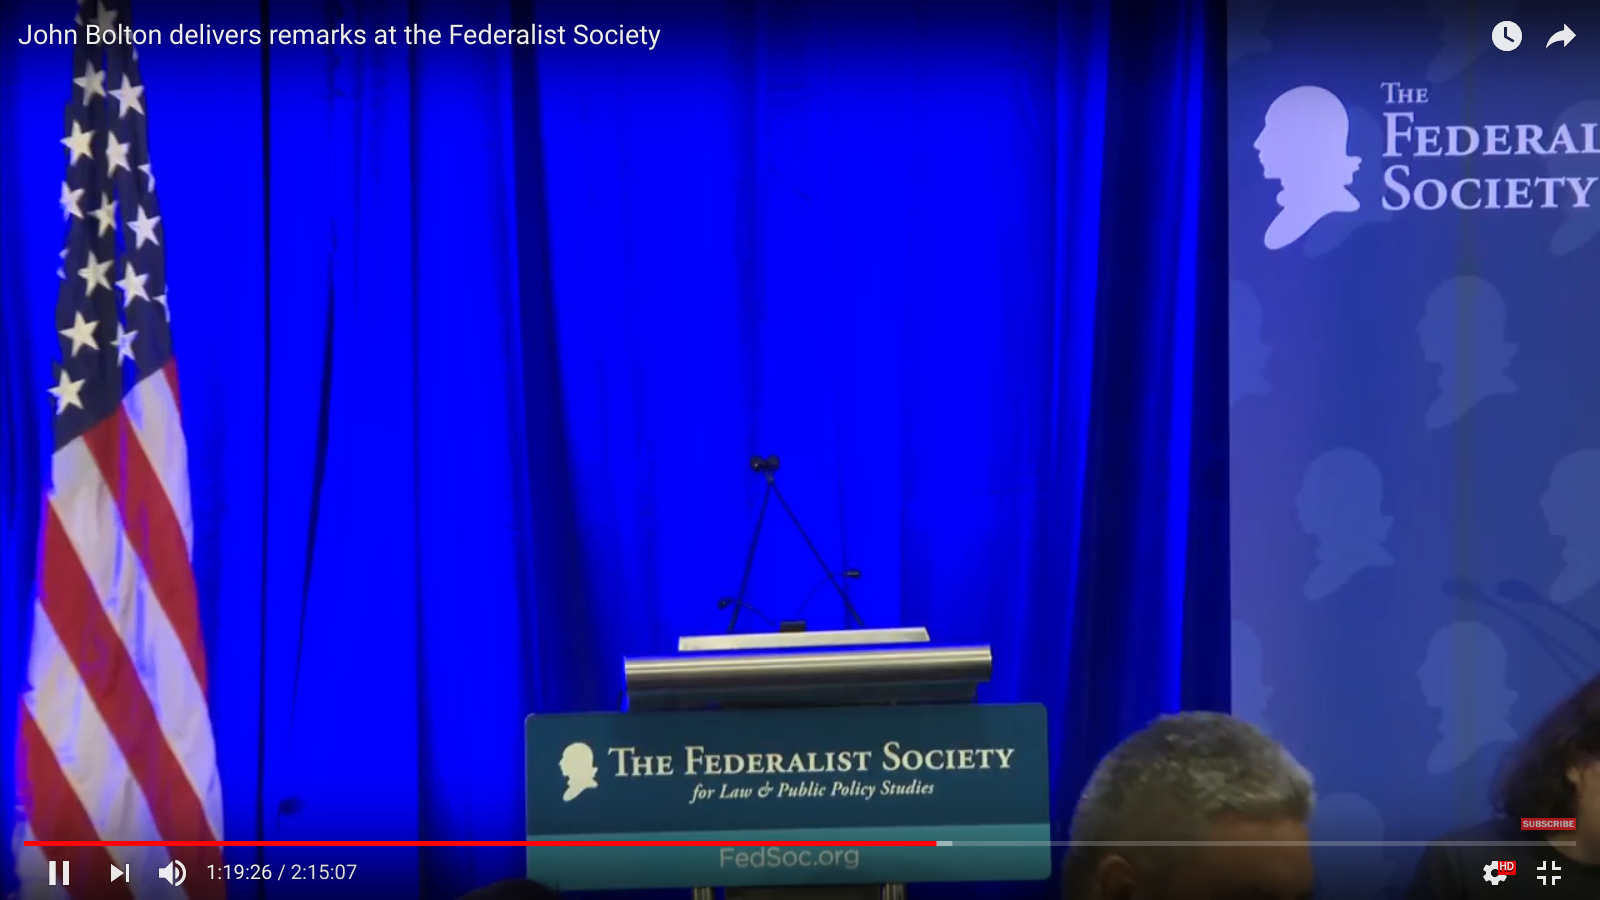 John Bolton delivers remarks at the Federalist Society
THE
FEDERAL
SOCIETY
THE FEDERALIST SOCIETY
for Law & Public Policy Studies
FedSoc.org
SUBSCRIBE
1:19:26 / 2:15:07
HD